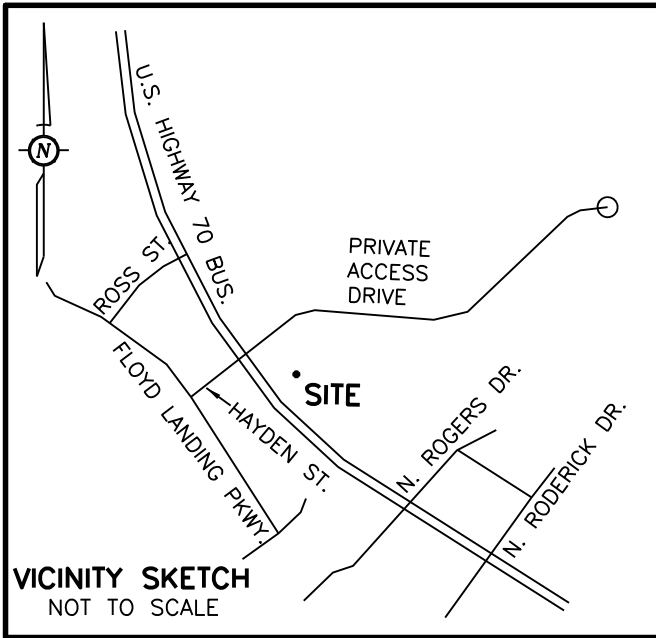 U.S. HIGHWAY 70 BUS.
N
ROSS ST.
PRIVATE
ACCESS
DRIVE
FLOYD LANDING PKWY.
HAYDEN ST.
SITE
N. ROGERS DR.
N. RODERICK DR.
VICINITY SKETCH
NOT TO SCALE